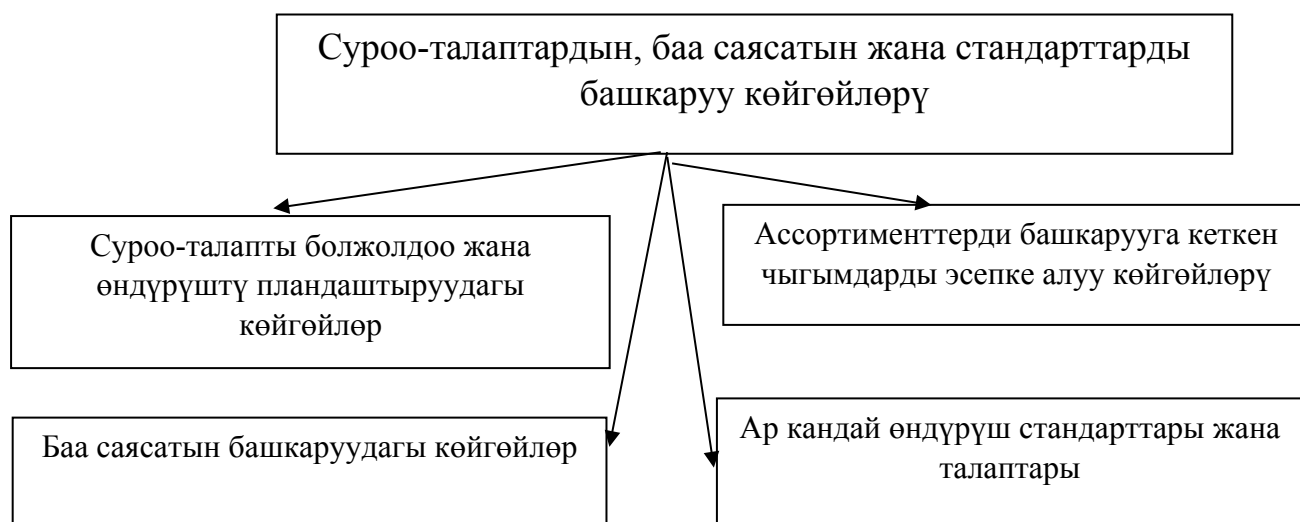 Суроо-талаптардын, баа саясатын жана стандарттарды
башкаруу көйгөйлөрү
Суроо-талапты болжолдоо жана
өндүрүштү пландаштыруудагы
көйгөйлөр
Ассортименттерди башкарууга кеткен
чыгымдарды эсепке алуу көйгөйлөрү
Баа саясатын башкаруудагы көйгөйлөр
Ар кандай өндүрүш стандарттары жана
талаптары